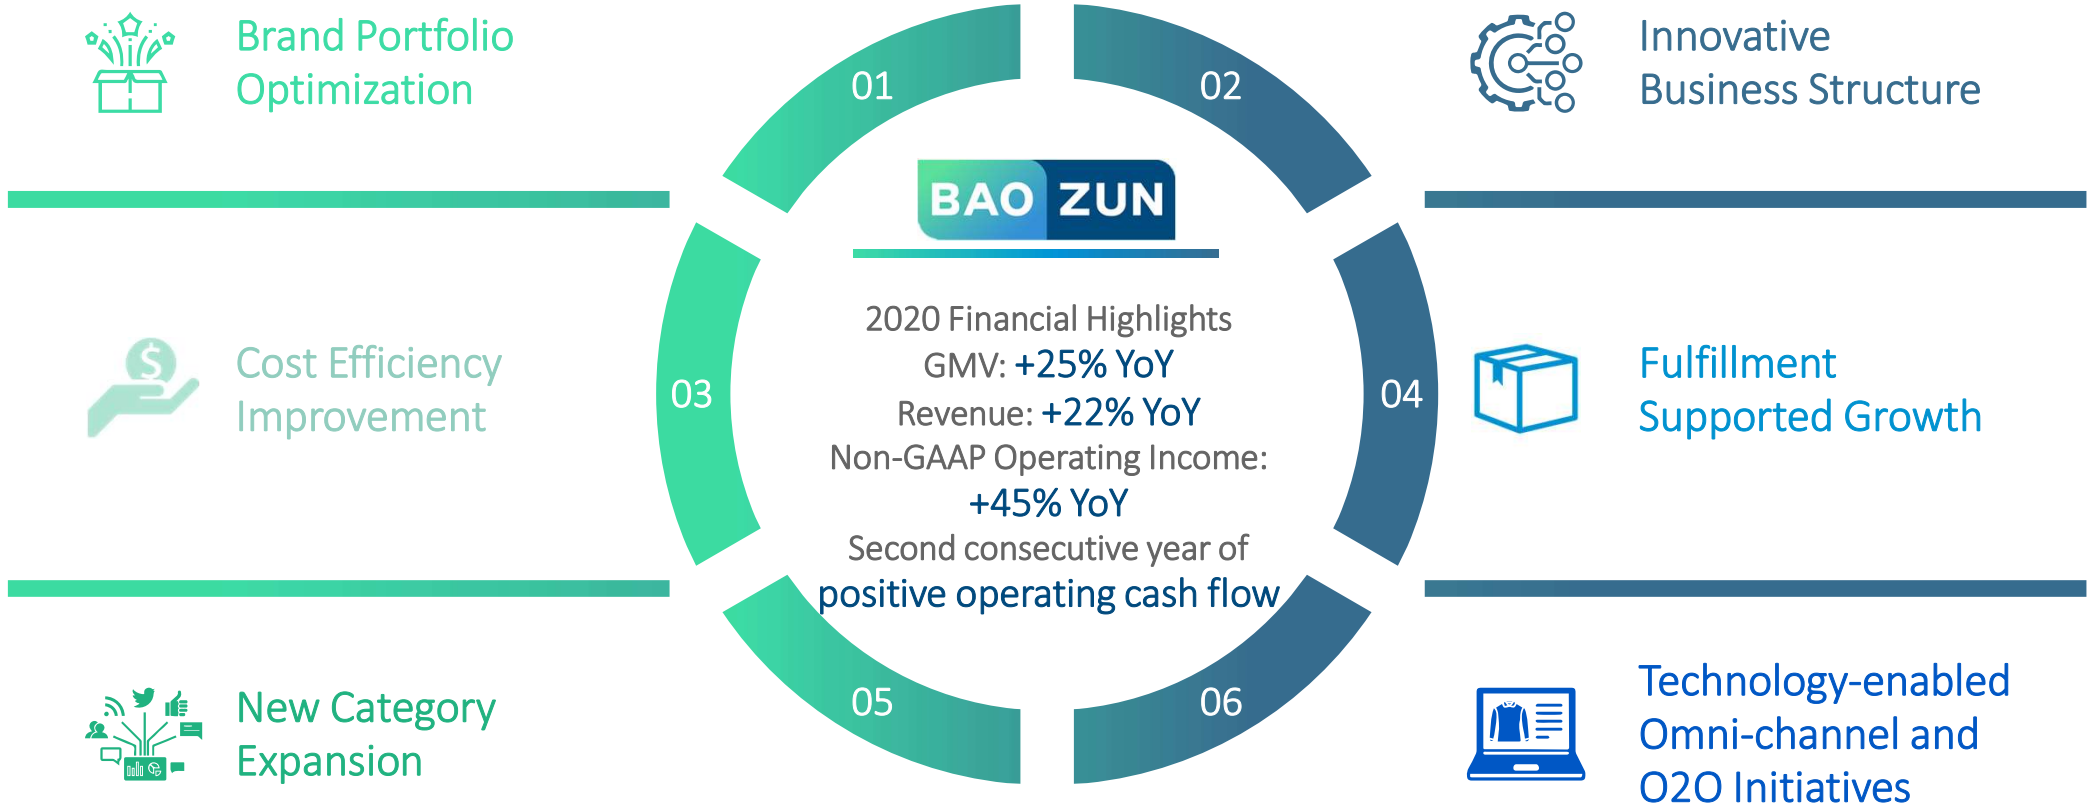 Brand Portfolio
Optimization
01
02
Innovative
Business Structure
BAO ZUN
2020 Financial Highlights
GMV: +25% YoY
Revenue: +22% YoY
Non-GAAP Operating Income:
+45% YoY
Second consecutive year of
positive operating cash flow
Cost Efficiency
Improvement
03
04
Fulfillment
Supported Growth
New Category
Expansion
05
06
Technology-enabled
Omni-channel and
O2O Initiatives